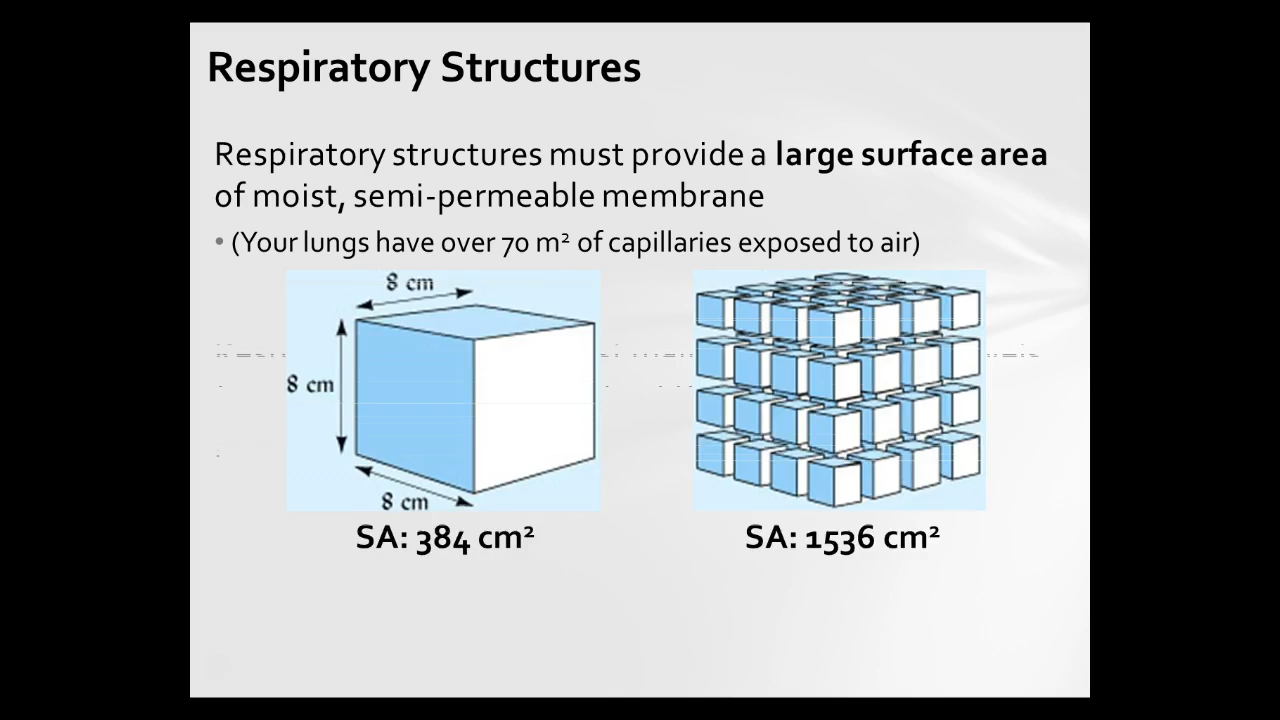 Respiratory Structures
Respiratory structures must provide a large surface area
of moist, semi-permeable membrane
• (Your lungs have over 70 m² of capillaries exposed to air)
8 cm
8 cm
8 cm
SA: 384 cm²
SA: 1536 cm²